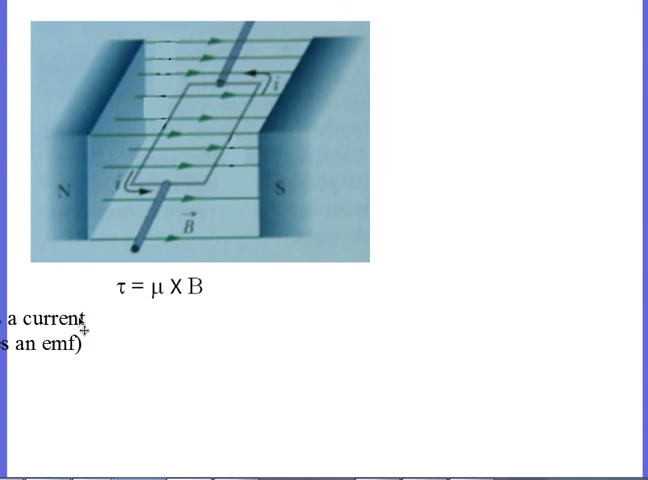 i
N
S
i
B
τ = μ X B
a current
s an emf)